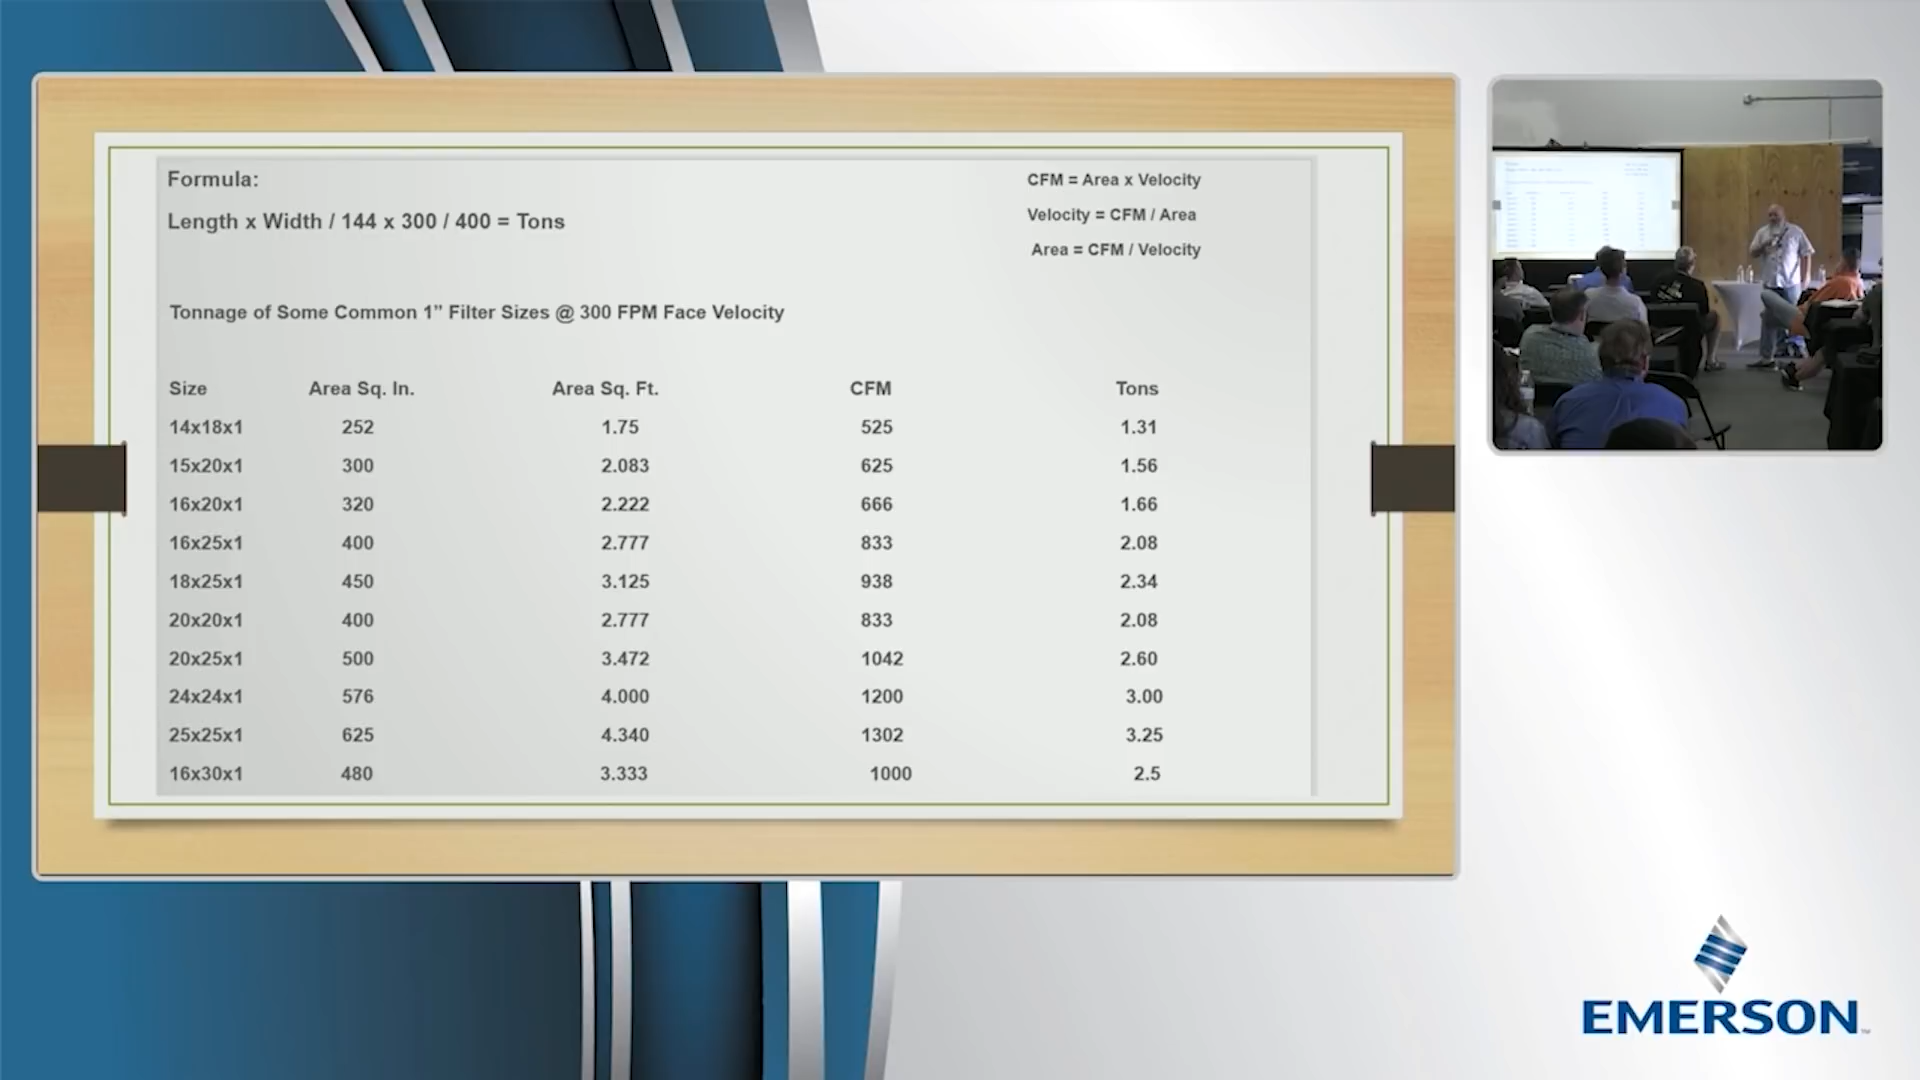 Formula:
Length x Width / 144 x 300 / 400 = Tons
CFM = Area x Velocity
Velocity = CFM / Area
Area = CFM / Velocity
Tonnage of Some Common 1” Filter Sizes @ 300 FPM Face Velocity
Size Area Sq. In. Area Sq. Ft. CFM Tons
14x18x1 252 1.75 525 1.31
15x20x1 300 2.083 625 1.56
16x20x1 320 2.222 666 1.66
16x25x1 400 2.777 833 2.08
18x25x1 450 3.125 938 2.34
20x20x1 400 2.777 833 2.08
20x25x1 500 3.472 1042 2.60
24x24x1 576 4.000 1200 3.00
25x25x1 625 4.340 1302 3.25
16x30x1 480 3.333 1000 2.5
EMERSON